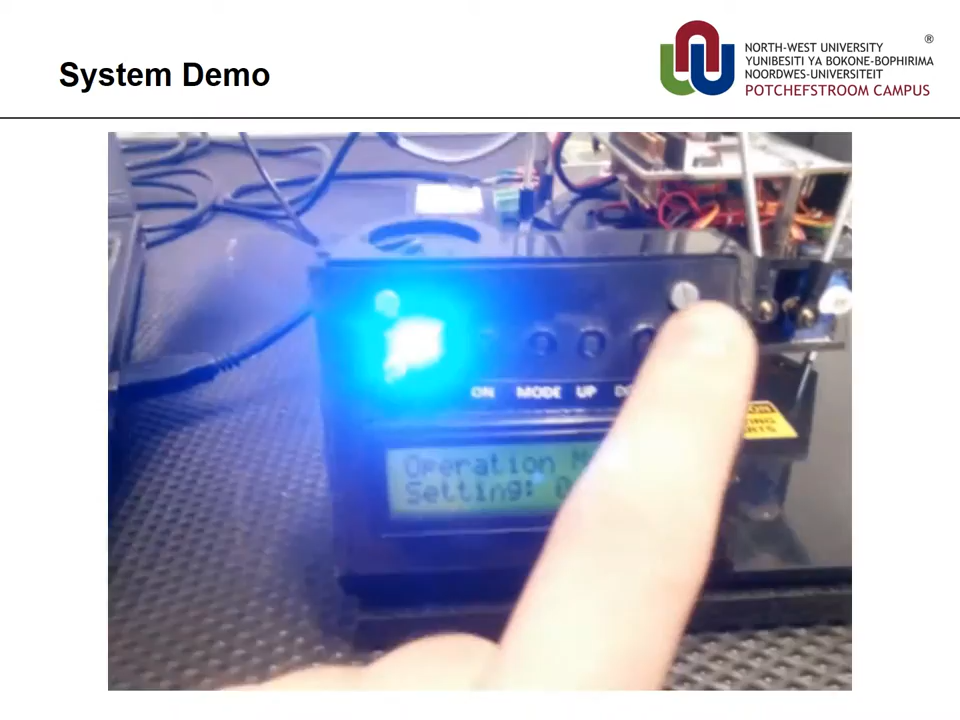 System Demo
®
NORTH-WEST UNIVERSITY
YUNIBESITI YA BOKONE-BOPHIRIMA
NOORDWES-UNIVERSITEIT
POTCHEFSTROOM CAMPUS
ON MODE UP
Operation
Setting: